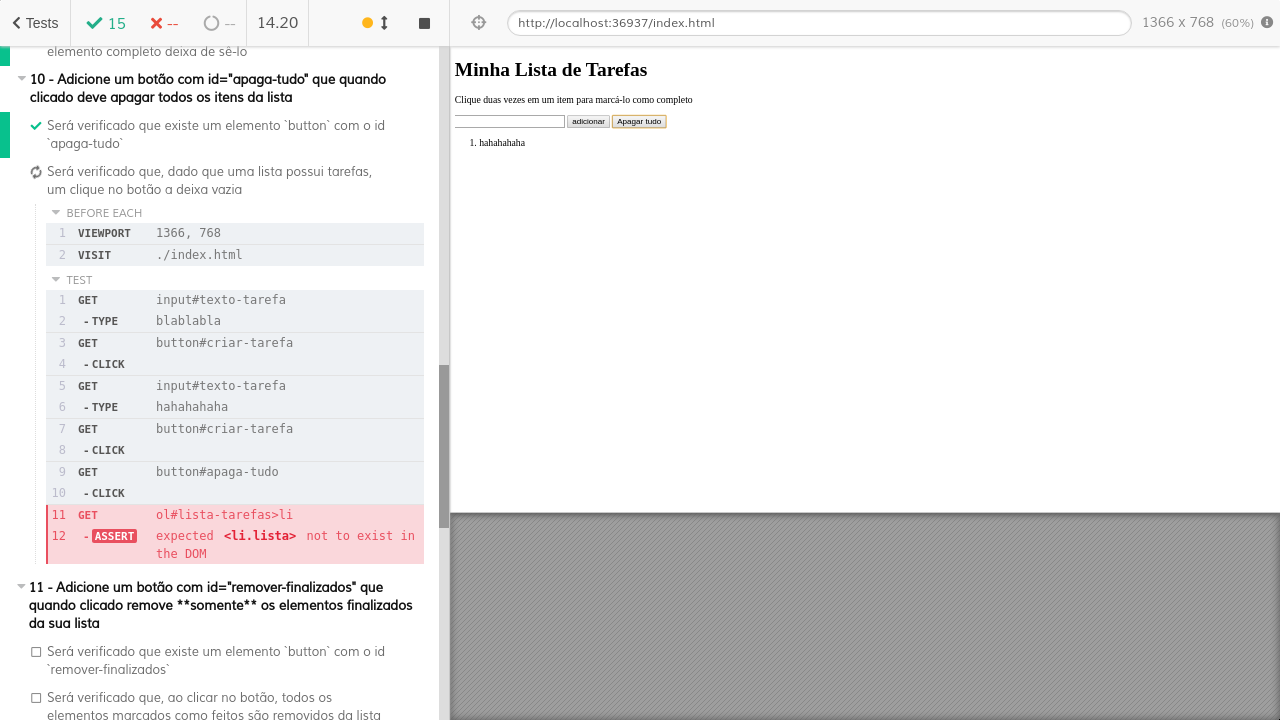 Tests
15
--
--
14.20
http://localhost:36937/index.html
1366 x 768 (60%)
elemento completo deixa de sê-lo
10 - Adicione um botão com id="apaga-tudo" que quando
clicado deve apagar todos os itens da lista
Será verificado que existe um elemento `button` com o id
`apaga-tudo`
Será verificado que, dado que uma lista possui tarefas,
um clique no botão a deixa vazia
BEFORE EACH
1 VIEWPORT 1366, 768
2 VISIT ./index.html
TEST
1 GET input#texto-tarefa
2 -TYPE blablabla
3 GET button#criar-tarefa
4 -CLICK
5 GET input#texto-tarefa
6 -TYPE hahahahaha
7 GET button#criar-tarefa
8 -CLICK
9 GET button#apaga-tudo
10 -CLICK
11 GET ol#lista-tarefas>li
12 -ASSERT expected <li.lista> not to exist in
the DOM
11 - Adicione um botão com id="remover-finalizados" que
quando clicado remove **somente** os elementos finalizados
da sua lista
Será verificado que existe um elemento `button` com o id
`remover-finalizados`
Será verificado que, ao clicar no botão, todos os
elementos marcados como feitos são removidos da lista
Minha Lista de Tarefas
Clique duas vezes em um item para marcá-lo como completo
adicionar Apagar tudo
1. hahahahaha